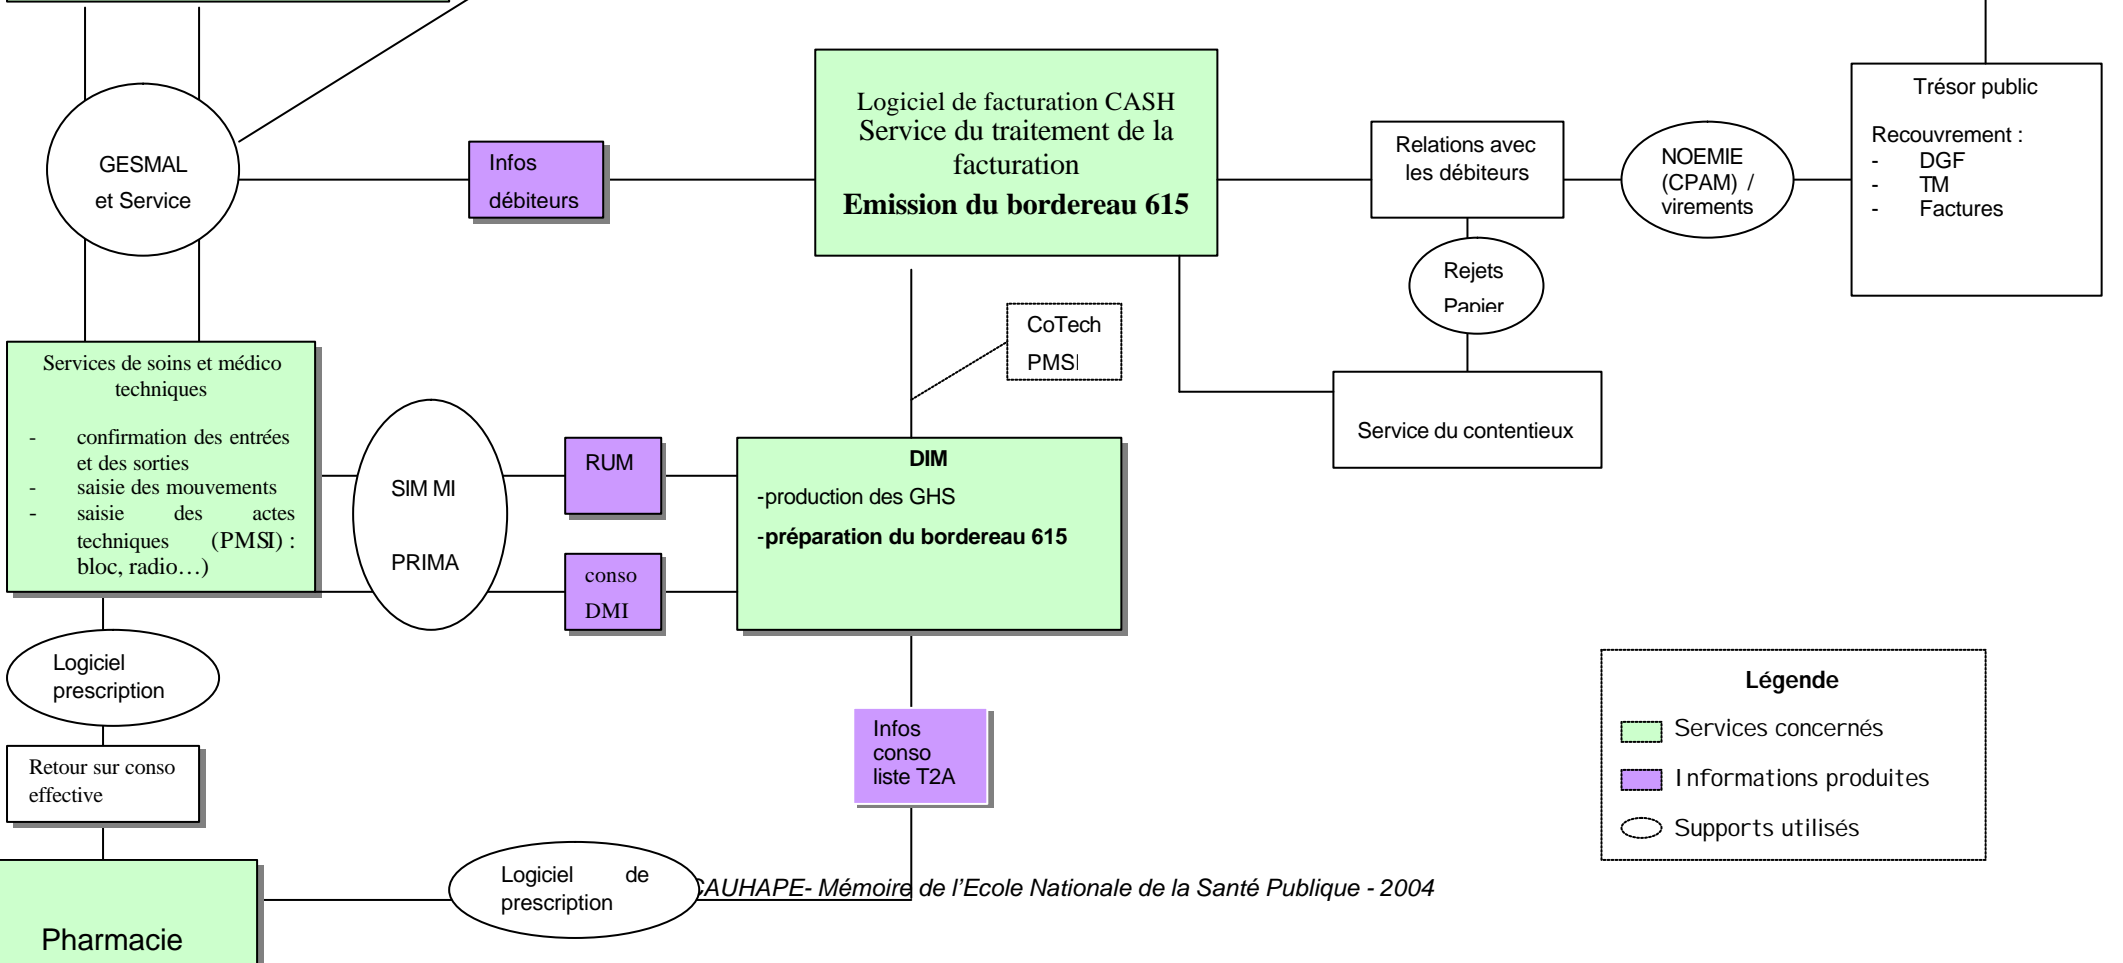 Logiciel de facturation CASH
Service du traitement de la
facturation
Emission du bordereau 615
Trésor public
Recouvrement :
- DGF
- TM
- Factures
GESMAL
et Service
Infos
débiteurs
Relations avec
les débiteurs
NOEMIE
(CPAM) /
virements
Rejets
Papier
CoTech
PMSI
Service du contentieux
Services de soins et médico
techniques
- confirmation des entrées
et des sorties
- saisie des mouvements
- saisie des actes
techniques (PMSI) :
bloc, radio…)
SIM MI
PRIMA
RUM
conso
DMI
DIM
-production des GHS
-préparation du bordereau 615
Logiciel
prescription
Retour sur conso
effective
Infos
conso
liste T2A
Légende
Services concernés
Informations produites
Supports utilisés
Logiciel de
prescription
CAUHAPE- Mémoire de l'Ecole Nationale de la Santé Publique - 2004
Pharmacie